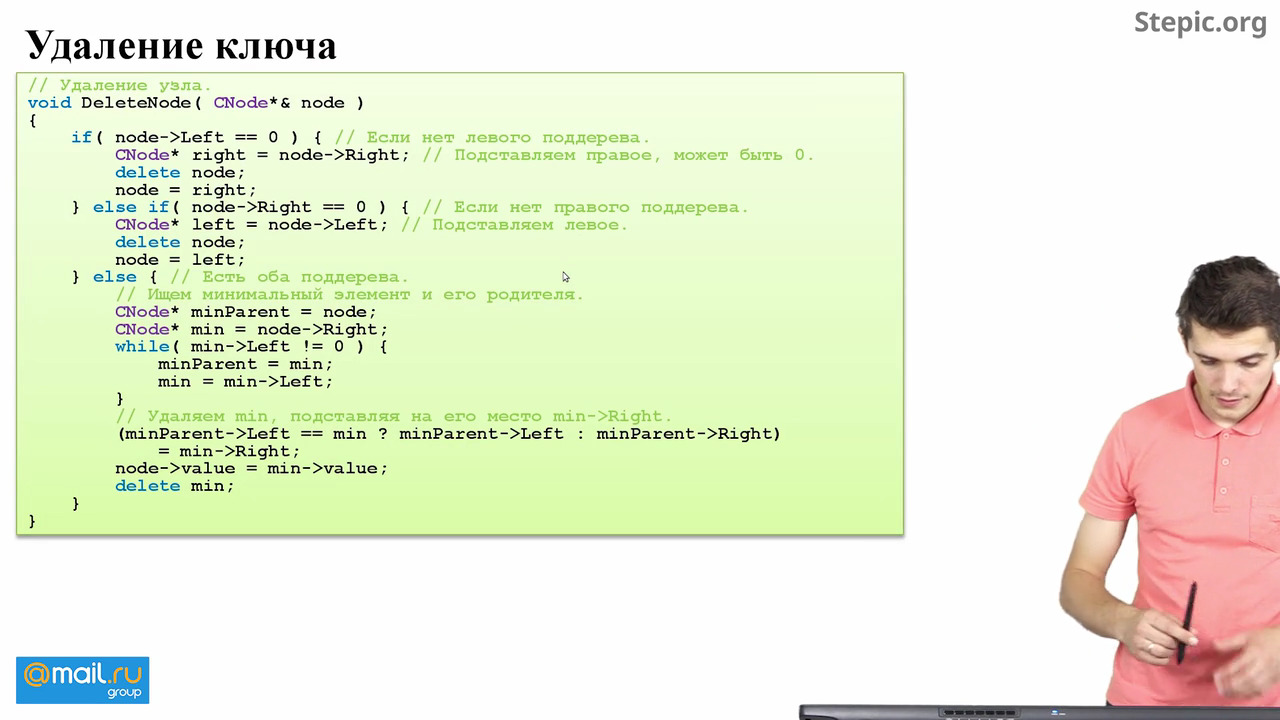 Stepic.org
Удаление ключа
// Удаление узла.
void DeleteNode( CNode*& node )
{
    if( node->Left == 0 ) { // Если нет левого поддерева.
        CNode* right = node->Right; // Подставляем правое, может быть 0.
        delete node;
        node = right;
    } else if( node->Right == 0 ) { // Если нет правого поддерева.
        CNode* left = node->Left; // Подставляем левое.
        delete node;
        node = left;
    } else { // Есть оба поддерева.
        // Ищем минимальный элемент и его родителя.
        CNode* minParent = node;
        CNode* min = node->Right;
        while( min->Left != 0 ) {
            minParent = min;
            min = min->Left;
        }
        // Удаляем min, подставляя на его место min->Right.
        (minParent->Left == min ? minParent->Left : minParent->Right)
            = min->Right;
        node->value = min->value;
        delete min;
    }
}
@mail.ru
group